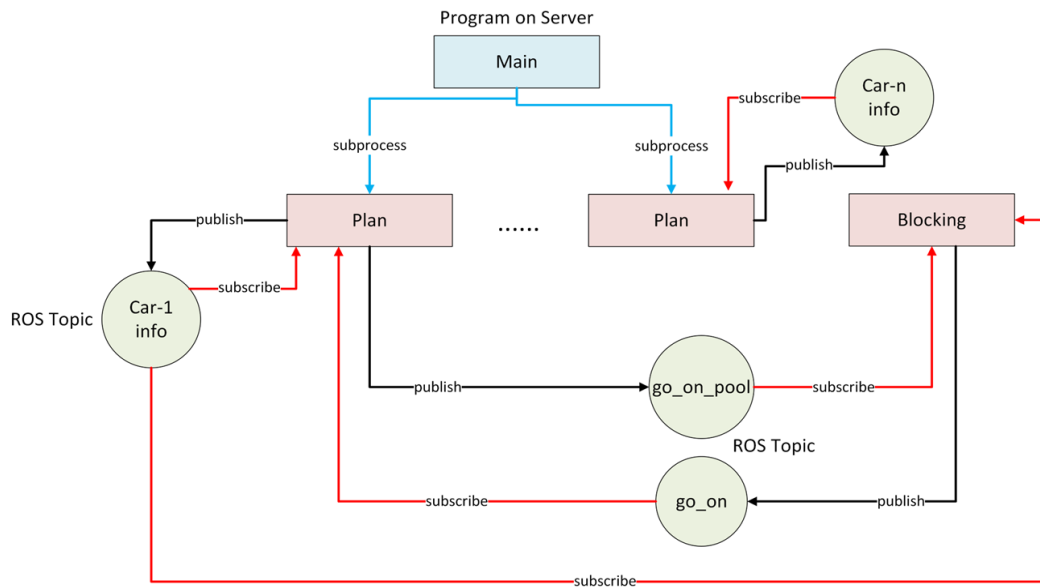 Program on Server
Main
Car-n
info
subscribe
subprocess
subprocess
publish
publish
Plan
......
Plan
Blocking
subscribe
Car-1
info
ROS Topic
publish
go_on_pool
subscribe
ROS Topic
subscribe
go_on
publish
subscribe